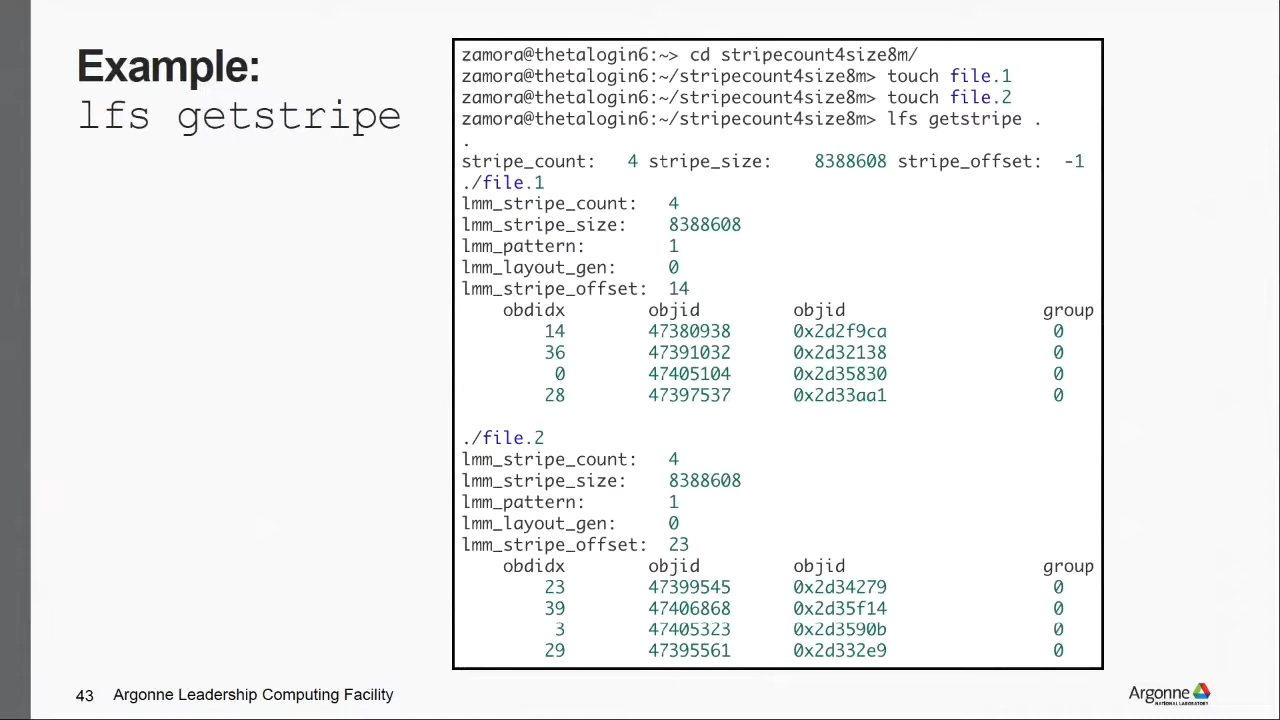 Example:
lfs getstripe
zamora@thetalogin6:~> cd stripecount4size8m/
zamora@thetalogin6:~/stripecount4size8m> touch file.1
zamora@thetalogin6:~/stripecount4size8m> touch file.2
zamora@thetalogin6:~/stripecount4size8m> lfs getstripe .
.
stripe_count:   4 stripe_size:    8388608 stripe_offset:  -1
./file.1
lmm_stripe_count:   4
lmm_stripe_size:    8388608
lmm_pattern:        1
lmm_layout_gen:     0
lmm_stripe_offset:  14
obdidx objid objid group
14 47380938 0x2d2f9ca 0
36 47391032 0x2d32138 0
0 47405104 0x2d35830 0
28 47397537 0x2d33aa1 0
./file.2
lmm_stripe_count:   4
lmm_stripe_size:    8388608
lmm_pattern:        1
lmm_layout_gen:     0
lmm_stripe_offset:  23
obdidx objid objid group
23 47399545 0x2d34279 0
39 47406868 0x2d35f14 0
3 47405323 0x2d3590b 0
29 47395561 0x2d332e9 0
43 Argonne Leadership Computing Facility
Argonne
NATIONAL LABORATORY